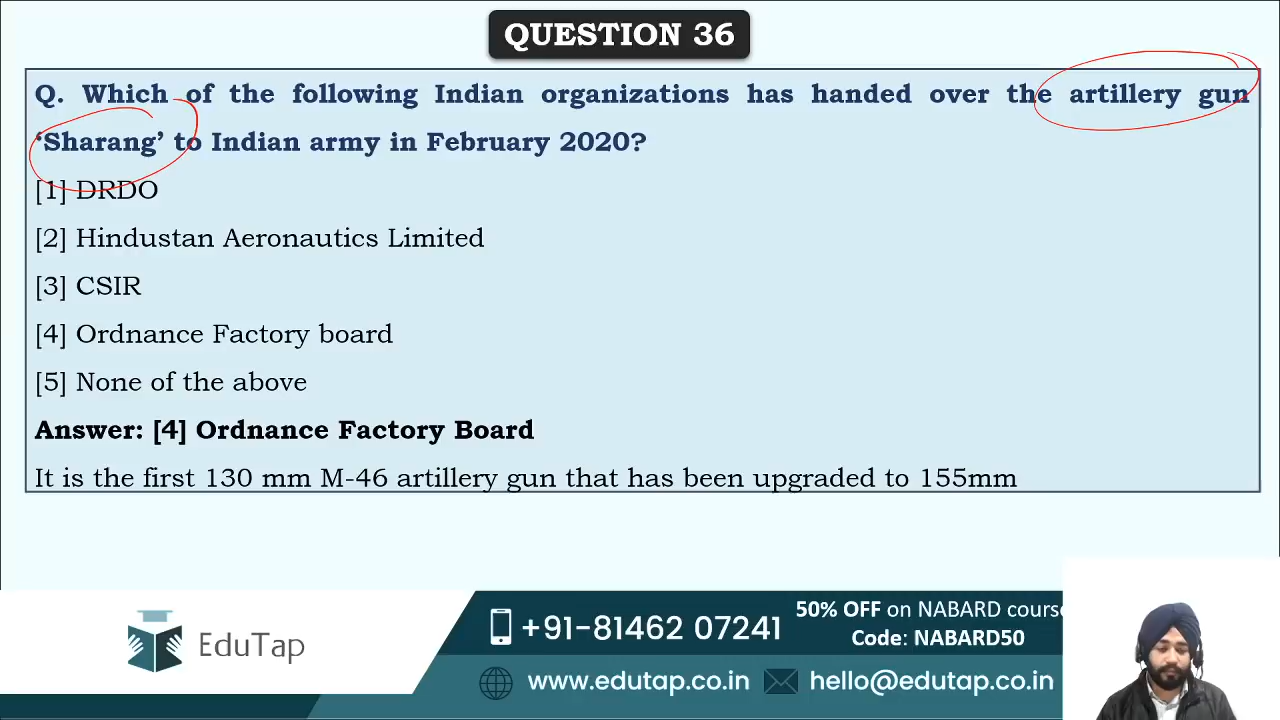 QUESTION 36
Q. Which of the following Indian organizations has handed over the artillery gun
‘Sharang’ to Indian army in February 2020?
[1] DRDO
[2] Hindustan Aeronautics Limited
[3] CSIR
[4] Ordnance Factory board
[5] None of the above
Answer: [4] Ordnance Factory Board
It is the first 130 mm M-46 artillery gun that has been upgraded to 155mm
EduTap
+91-81462 07241
50% OFF on NABARD course
Code: NABARD50
www.edutap.co.in
hello@edutap.co.in